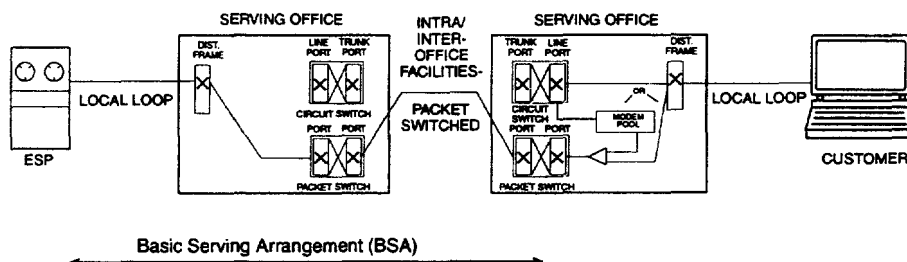 SERVING OFFICE
INTRA/
INTER-
OFFICE
FACILITIES-
PACKET
SWITCHED
SERVING OFFICE
DIST.
FRAME
LINE
PORT
TRUNK
PORT
CIRCUIT SWITCH
PORT
PORT
PACKET SWITCH
LOCAL LOOP
ESP
TRUNK
PORT
LINE
PORT
DIST.
FRAME
CIRCUIT SWITCH
PORT
PORT
PACKET SWITCH
OR
MODEM
POOL
LOCAL LOOP
CUSTOMER
Basic Serving Arrangement (BSA)